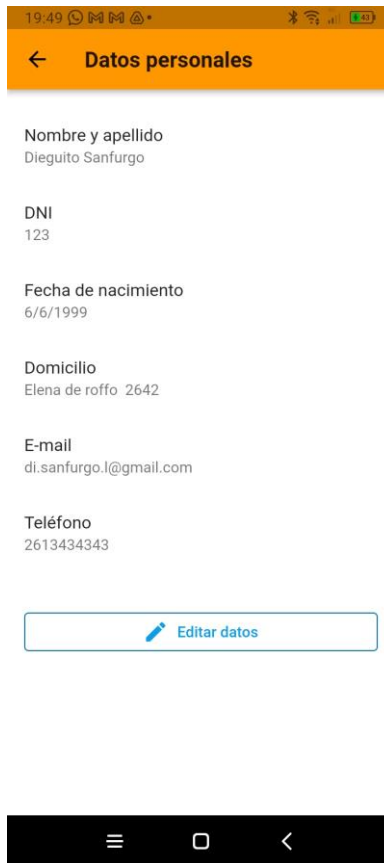 19:49
43
Datos personales
Nombre y apellido
Dieguito Sanfurgo
DNI
123
Fecha de nacimiento
6/6/1999
Domicilio
Elena de roffo  2642
E-mail
di.sanfurgo.l@gmail.com
Teléfono
2613434343
Editar datos